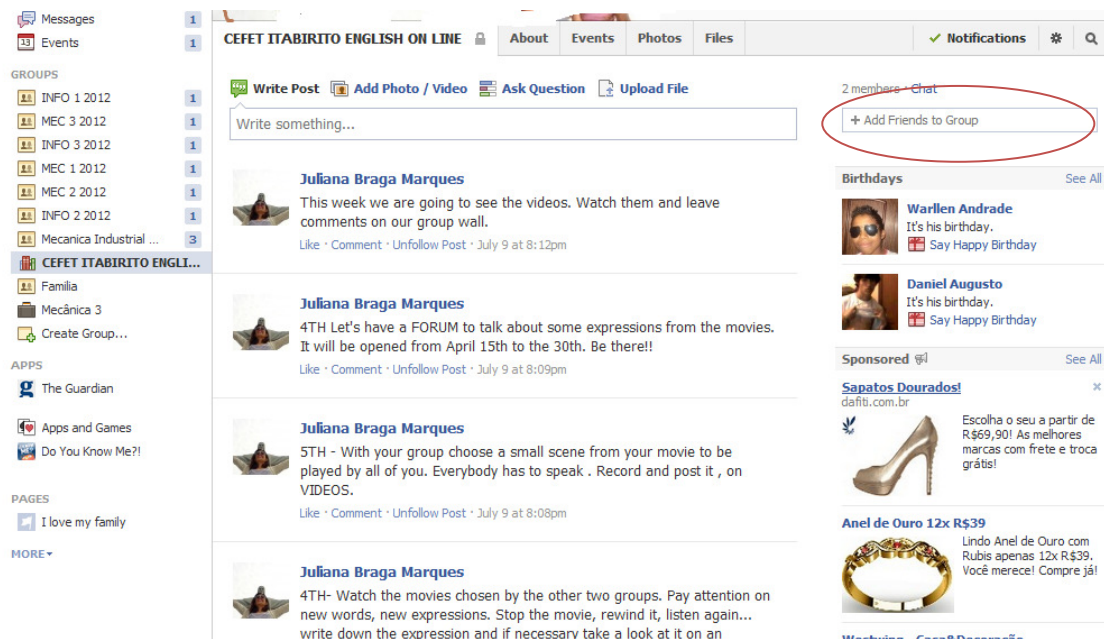 Messages 1
13 Events 1
GROUPS
INFO 1 2012 1
MEC 3 2012 1
INFO 3 2012 1
MEC 1 2012 1
MEC 2 2012 1
INFO 2 2012 1
Mecanica Industrial ... 3
CEFET ITABIRITO ENGLI...
Familia
Mecânica 3
Create Group...
APPS
The Guardian
Apps and Games
Do You Know Me?!
PAGES
I love my family
MORE
CEFET ITABIRITO ENGLISH ON LINE About Events Photos Files Notifications
Write Post Add Photo / Video Ask Question Upload File
Write something...
Juliana Braga Marques
This week we are going to see the videos. Watch them and leave
comments on our group wall.
Like · Comment · Unfollow Post · July 9 at 8:12pm
Juliana Braga Marques
4TH Let's have a FORUM to talk about some expressions from the movies.
It will be opened from April 15th to the 30th. Be there!!
Like · Comment · Unfollow Post · July 9 at 8:09pm
Juliana Braga Marques
5TH - With your group choose a small scene from your movie to be
played by all of you. Everybody has to speak . Record and post it , on
VIDEOS.
Like · Comment · Unfollow Post · July 9 at 8:08pm
Juliana Braga Marques
4TH- Watch the movies chosen by the other two groups. Pay attention on
new words, new expressions. Stop the movie, rewind it, listen again...
write down the expression and if necessary take a look at it on an
2 members · Chat
+ Add Friends to Group
Birthdays See All
Warllen Andrade
It's his birthday.
Say Happy Birthday
Daniel Augusto
It's his birthday.
Say Happy Birthday
Sponsored See All
Sapatos Dourados! ×
dafiti.com.br
Escolha o seu a partir de
R$69,90! As melhores
marcas com frete e troca
grátis!
Anel de Ouro 12x R$39
Lindo Anel de Ouro com
Rubis apenas 12x R$39.
Você merece! Compre já!